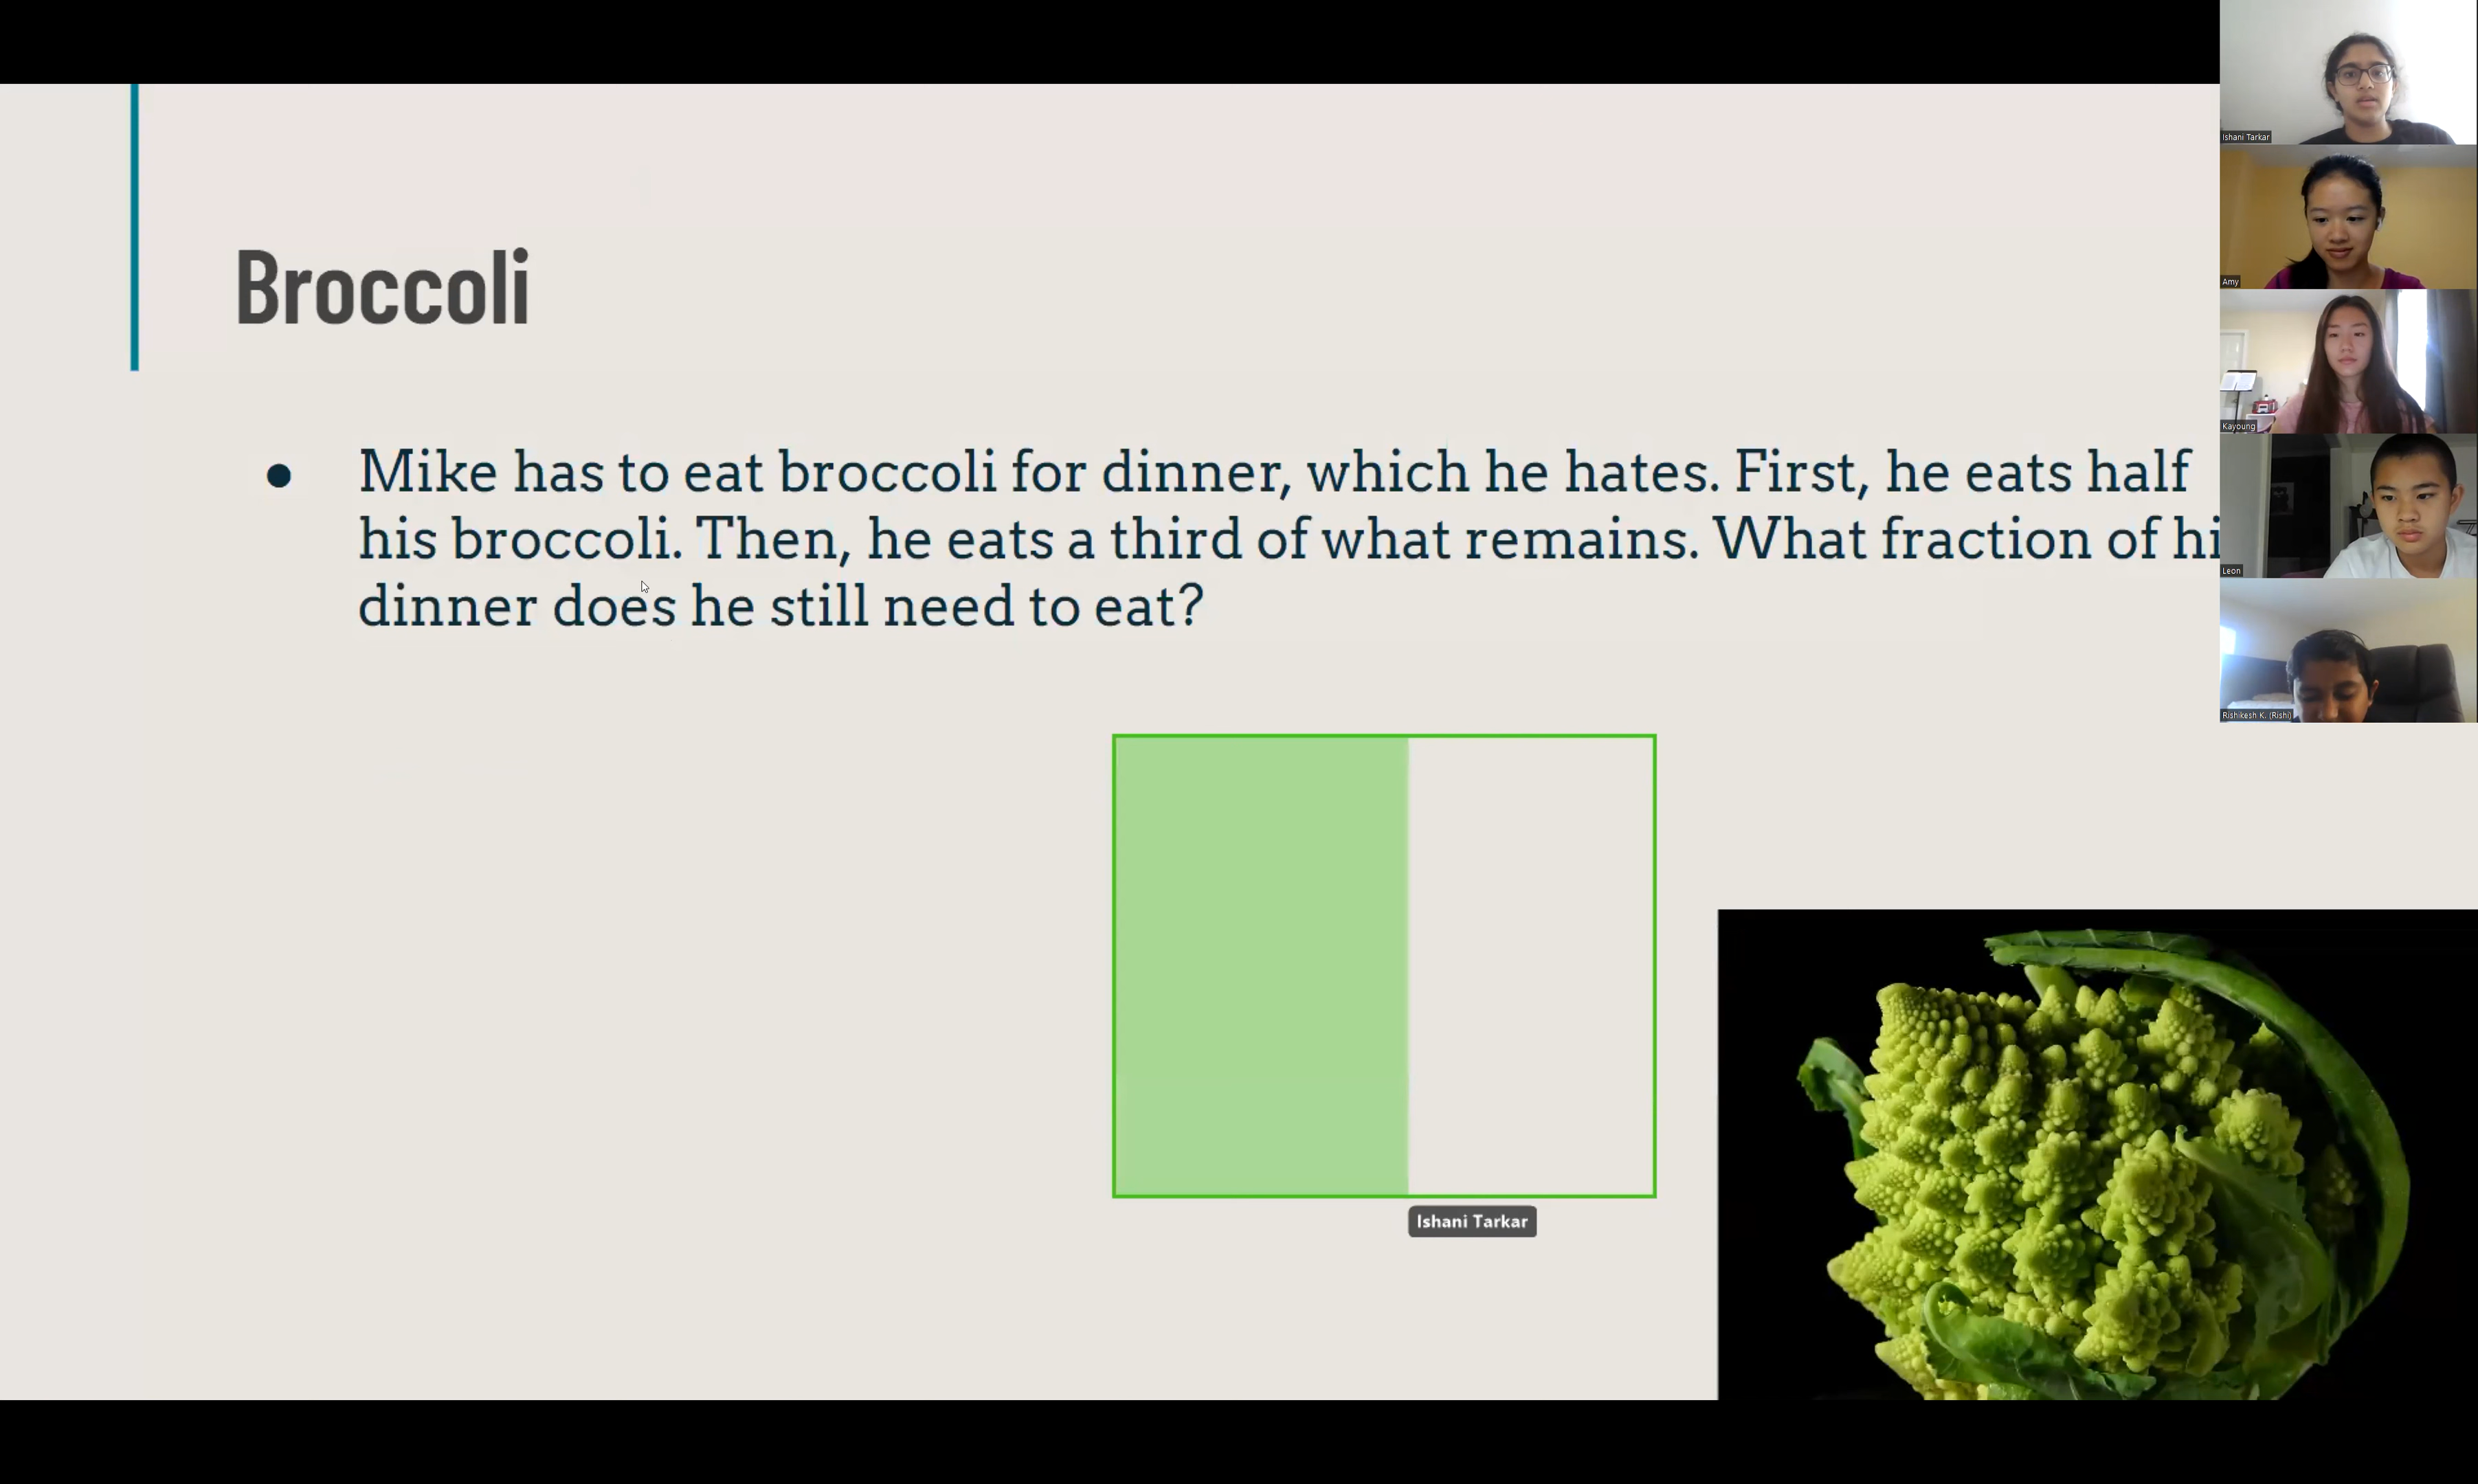 Broccoli
● Mike has to eat broccoli for dinner, which he hates. First, he eats half
his broccoli. Then, he eats a third of what remains. What fraction of hi
dinner does he still need to eat?
Ishani Tarkar
Ishani Tarkar
Amy
Kayoung
Leon
Rishikesh K. (Rishi)